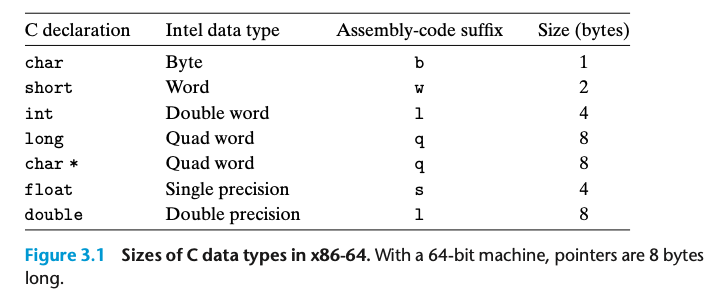 C declaration Intel data type Assembly-code suffix Size (bytes)
char Byte b 1
short Word w 2
int Double word l 4
long Quad word q 8
char * Quad word q 8
float Single precision s 4
double Double precision l 8
Figure 3.1 Sizes of C data types in x86-64. With a 64-bit machine, pointers are 8 bytes
long.